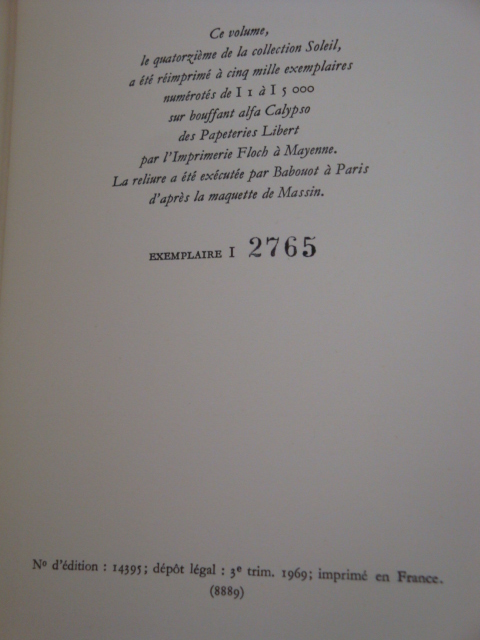 Ce volume,
le quatorzième de la collection Soleil,
a été réimprimé à cinq mille exemplaires
numérotés de I 1 à I 5 000
sur bouffant alfa Calypso
des Papeteries Libert
par l'Imprimerie Floch à Mayenne.
La reliure a été exécutée par Babouot à Paris
d'après la maquette de Massin.
EXEMPLAIRE I 2765
Nº d'édition : 14395; dépôt légal : 3e trim. 1969; imprimé en France.
(8889)